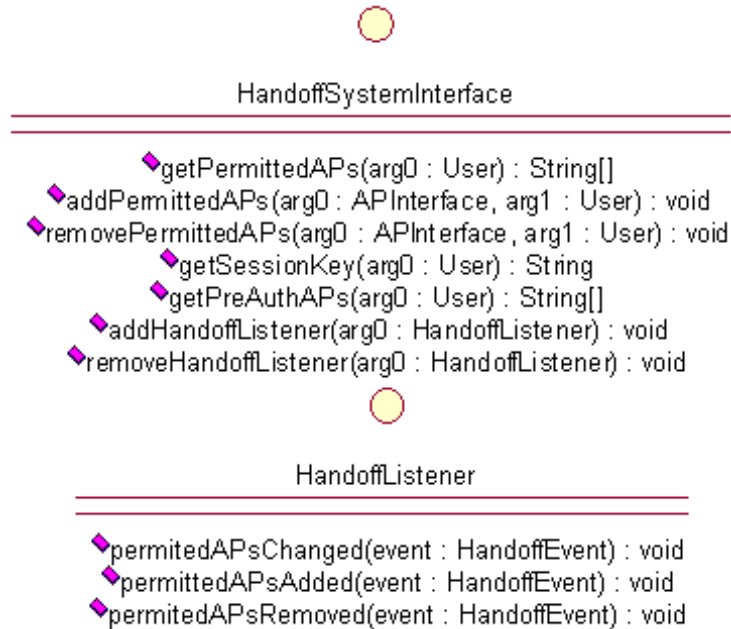 HandoffSystemInterface
getPermittedAPs(arg0 : User) : String[]
addPermittedAPs(arg0 : APInterface, arg1 : User) : void
removePermittedAPs(arg0 : APInterface, arg1 : User) : void
getSessionKey(arg0 : User) : String
getPreAuthAPs(arg0 : User) : String[]
addHandoffListener(arg0 : HandoffListener) : void
removeHandoffListener(arg0 : HandoffListener) : void
HandoffListener
permitedAPsChanged(event : HandoffEvent) : void
permittedAPsAdded(event : HandoffEvent) : void
permitedAPsRemoved(event : HandoffEvent) : void